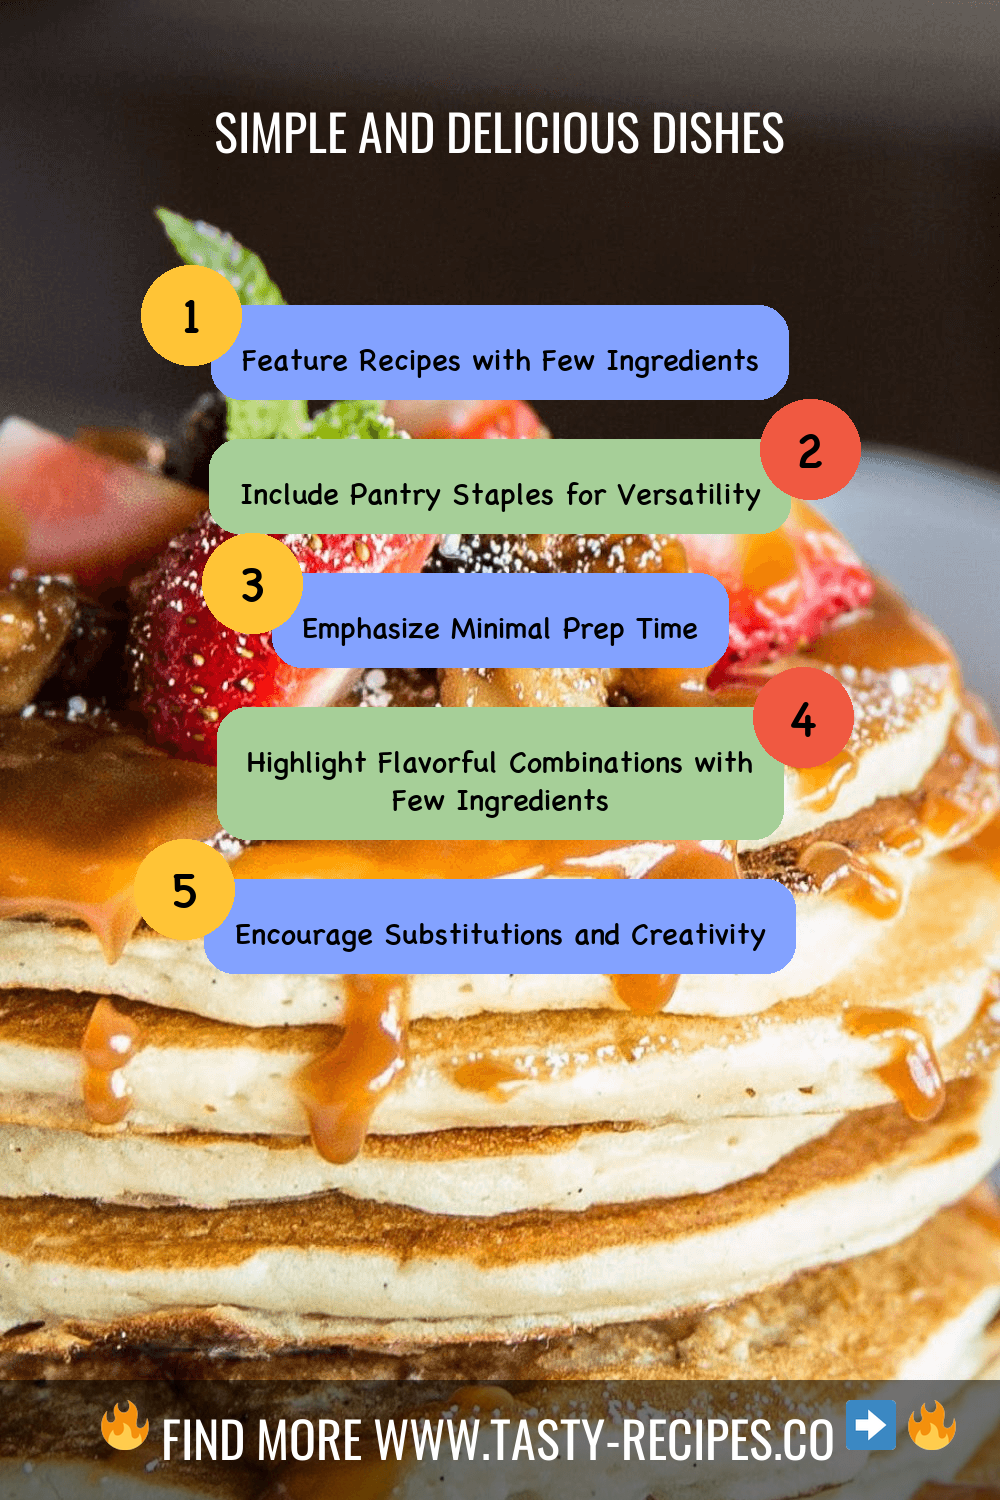 SIMPLE AND DELICIOUS DISHES
1
Feature Recipes with Few Ingredients
2
Include Pantry Staples for Versatility
3
Emphasize Minimal Prep Time
4
Highlight Flavorful Combinations with
Few Ingredients
5
Encourage Substitutions and Creativity
FIND MORE WWW.TASTY-RECIPES.CO